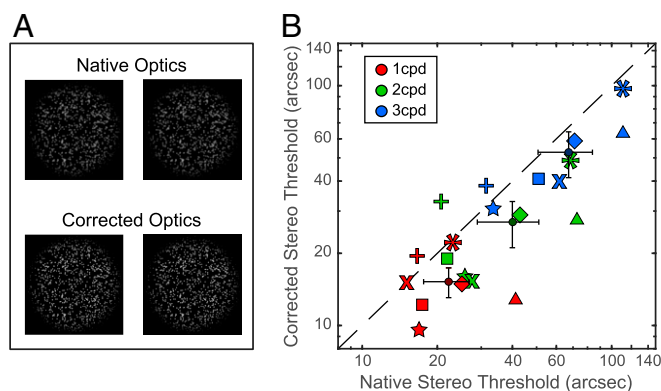 A
Native Optics
Corrected Optics
B
Corrected Stereo Threshold (arcsec)
140
100
60
40
20
10
1cpd
2cpd
3cpd
10
20
40
60
100
140
Native Stereo Threshold (arcsec)